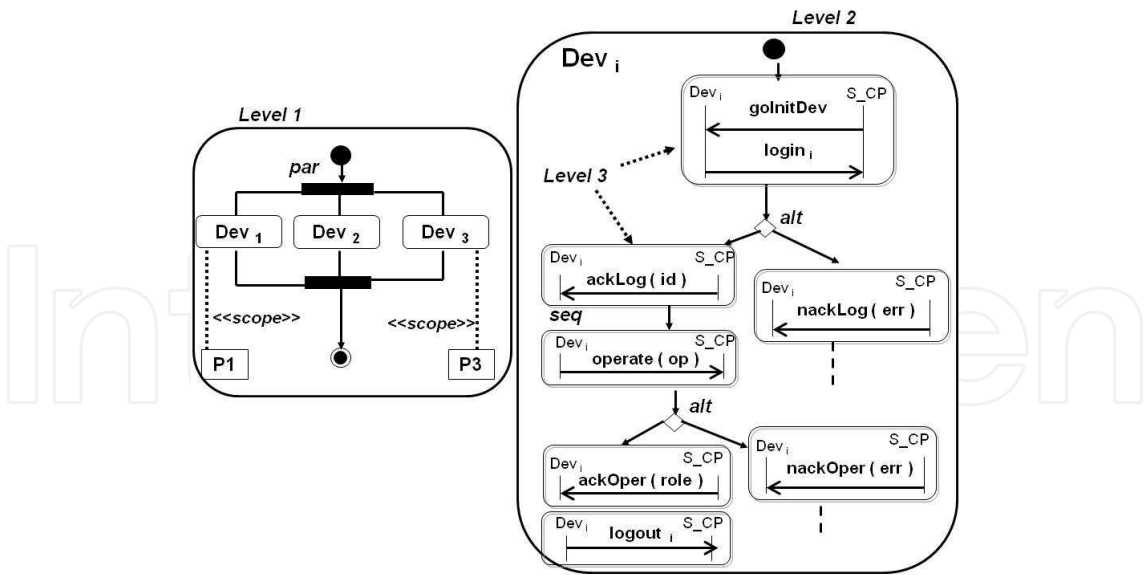 Level 2
Dev i
Dev i S_CP
goInitDev
login i
Level 1
par
Level 3
Dev 1 Dev 2 Dev 3
alt
Dev i S_CP
ackLog ( id )
Dev i S_CP
nackLog ( err )
<<scope>> <<scope>>
seq
Dev i S_CP
operate ( op )
P1 P3
alt
Dev i S_CP
ackOper ( role )
Dev i S_CP
nackOper ( err )
Dev i S_CP
logout i